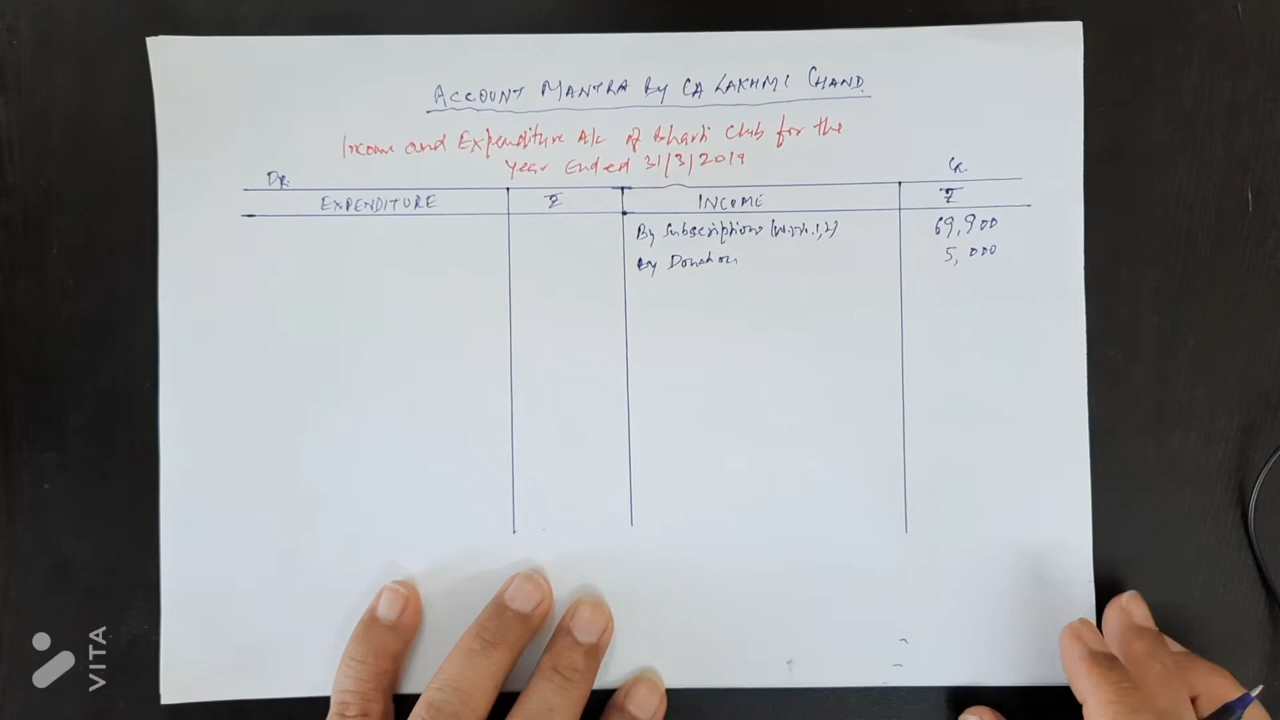 ACCOUNT MANTRA By CA LAKHMI CHAND
Income and Expenditure A/c of Bharti Club for the
Year Ended 31/3/2019
Dr. Cr.
EXPENDITURE ₹ INCOME ₹
By Subscriptions (W.N.1,2) 69,900
By Donation 5,000
VITA